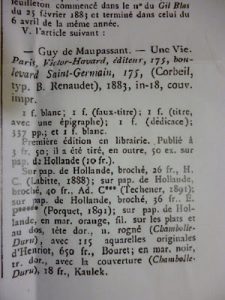 feuilleton commencé dans le n° du Gil Blas
du 25 février 1883 et terminé dans celui du
6 avril de la même année.
V. l'article suivant :
— Guy de Maupassant. — Une Vie.
Paris, Victor-Havard, éditeur, 175, bou-
levard Saint-Germain, 175, (Corbeil,
typ. B. Renaudet), 1883, in-18, couv.
impr.
1 f. blanc ; 1 f. (faux-titre) ; 1 f. (titre,
avec une épigraphe) ; 1 f. (dédicace) ;
337 pp. ; et 1 f. blanc.
Première édition en librairie. Publié à
3 fr. 50 ; il a été tiré, en outre, 50 ex. sur
pap. de Hollande (10 fr.).
Sur pap. de Hollande, broché, 26 fr., H.
C. (Labitte, 1888) ; sur pap. de Hollande,
broché, 40 fr., Ad. C*** (Techener, 1891) ;
sur pap. de Hollande, broché, 36 fr., E.
P***** (Porquet, 1891) ; sur pap. de Hol-
lande, en mar. orange, fil. sur les plats et
au dos, tête dor., n. rogné (Chambolle-
Duru), avec 115 aquarelles originales
d'Henriot, 650 fr., Bouret ; en mar. noir,
dor., avec la couverture (Chambolle-
Duru), 18 fr., Kaulek.